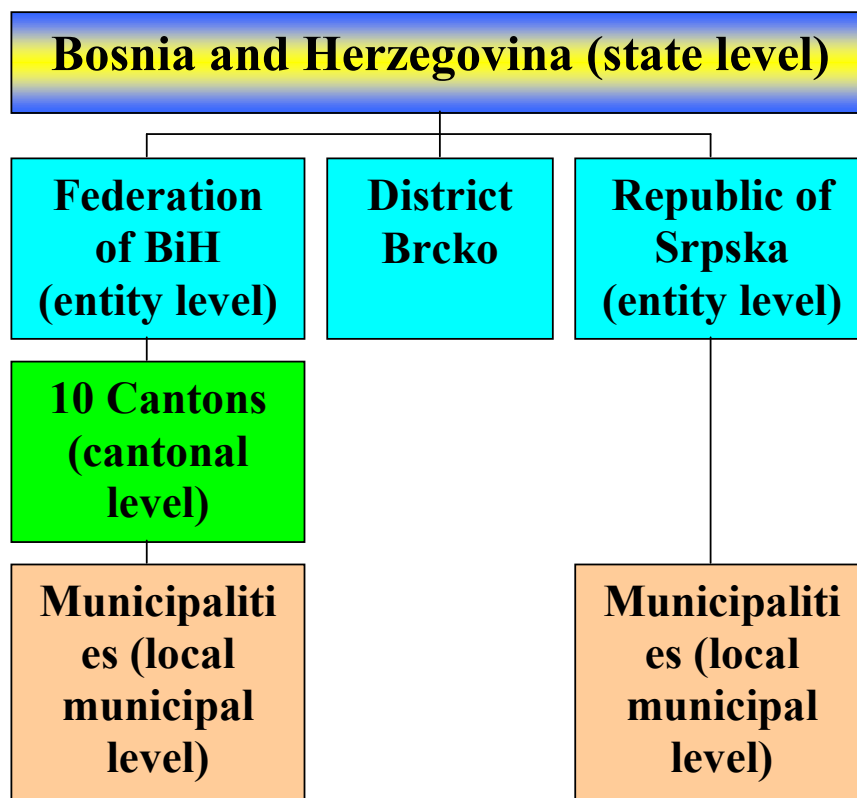 Bosnia and Herzegovina (state level)
Federation
of BiH
(entity level)
District
Brcko
Republic of
Srpska
(entity level)
10 Cantons
(cantonal
level)
Municipaliti
es (local
municipal
level)
Municipaliti
es (local
municipal
level)